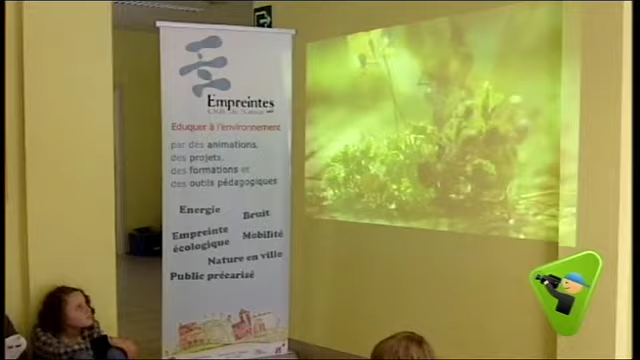 Empreintes
Eduquer à l'environnement
par des animations,
des projets,
des formations et
des outils pédagogiques
Energie
Bruit
Empreinte
écologique
Mobilité
Nature en ville
Public précarisé